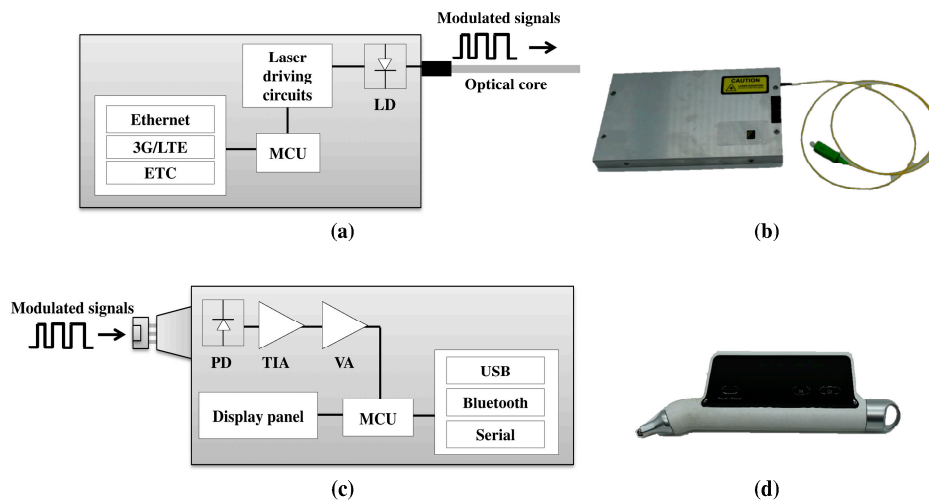 Modulated signals
Laser
driving
circuits
LD
Optical core
Ethernet
3G/LTE
ETC
MCU
CAUTION
(a)
(b)
Modulated signals
PD
TIA
VA
USB
Bluetooth
Serial
Display panel
MCU
(c)
(d)